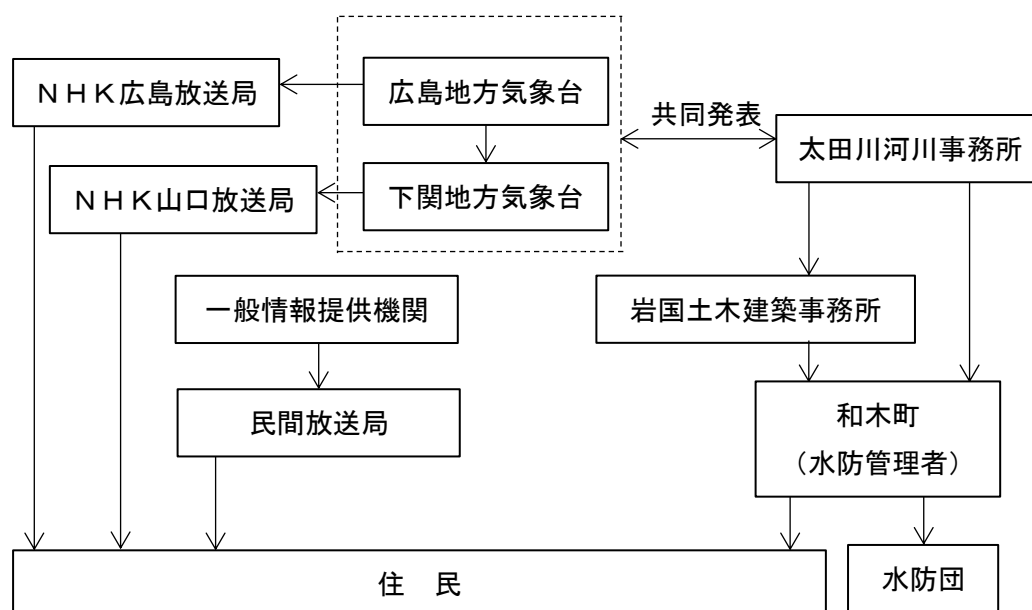 ＮＨＫ広島放送局
広島地方気象台
共同発表
太田川河川事務所
ＮＨＫ山口放送局
下関地方気象台
一般情報提供機関
岩国土木建築事務所
民間放送局
和木町
（水防管理者）
住　民
水防団